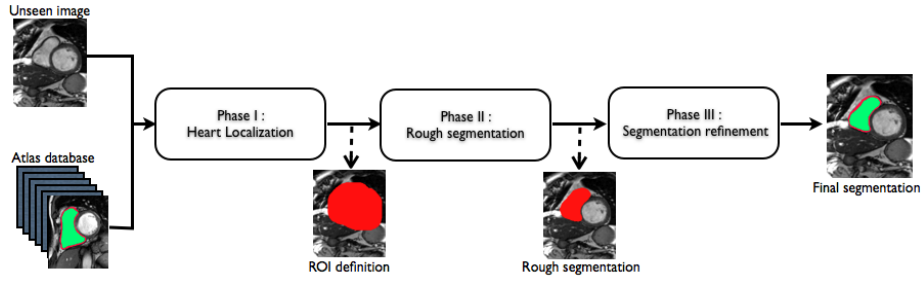 Unseen image
Atlas database
Phase I :
Heart Localization
Phase II :
Rough segmentation
Phase III :
Segmentation refinement
ROI definition
Rough segmentation
Final segmentation